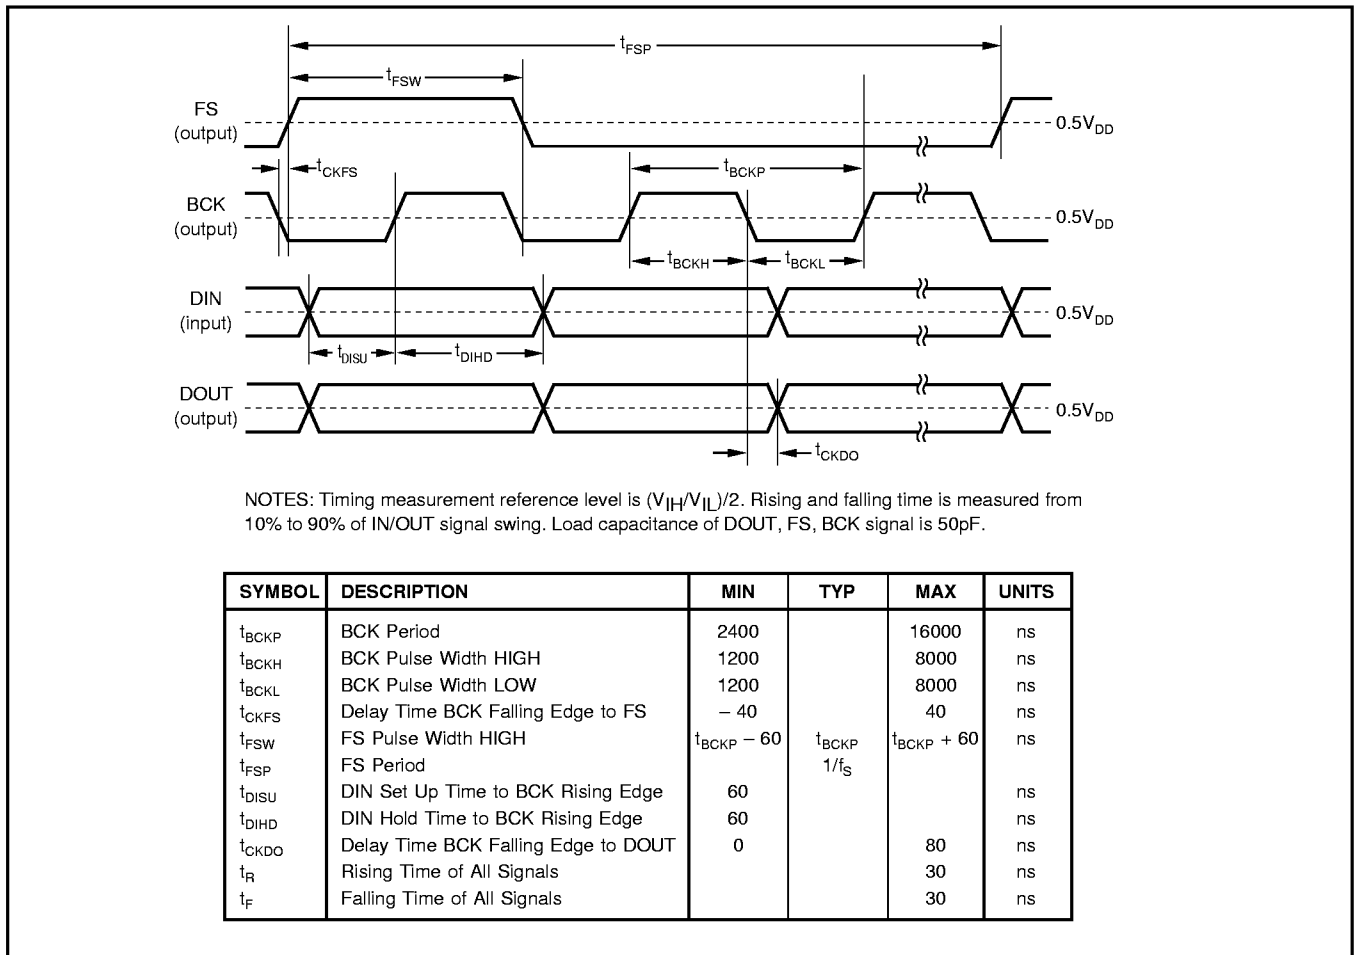 tFSP
tFSW
FS
(output)
0.5VDD
tCKFS
tBCKP
BCK
(output)
0.5VDD
tBCKH
tBCKL
DIN
(input)
0.5VDD
tDISU
tDIHD
DOUT
(output)
0.5VDD
tCKDO
NOTES: Timing measurement reference level is (VIH/VIL)/2. Rising and falling time is measured from
10% to 90% of IN/OUT signal swing. Load capacitance of DOUT, FS, BCK signal is 50pF.
SYMBOL DESCRIPTION MIN TYP MAX UNITS
tBCKP BCK Period 2400 16000 ns
tBCKH BCK Pulse Width HIGH 1200 8000 ns
tBCKL BCK Pulse Width LOW 1200 8000 ns
tCKFS Delay Time BCK Falling Edge to FS – 40 40 ns
tFSW FS Pulse Width HIGH tBCKP – 60 tBCKP tBCKP + 60 ns
tFSP FS Period 1/fS
tDISU DIN Set Up Time to BCK Rising Edge 60 ns
tDIHD DIN Hold Time to BCK Rising Edge 60 ns
tCKDO Delay Time BCK Falling Edge to DOUT 0 80 ns
tR Rising Time of All Signals 30 ns
tF Falling Time of All Signals 30 ns